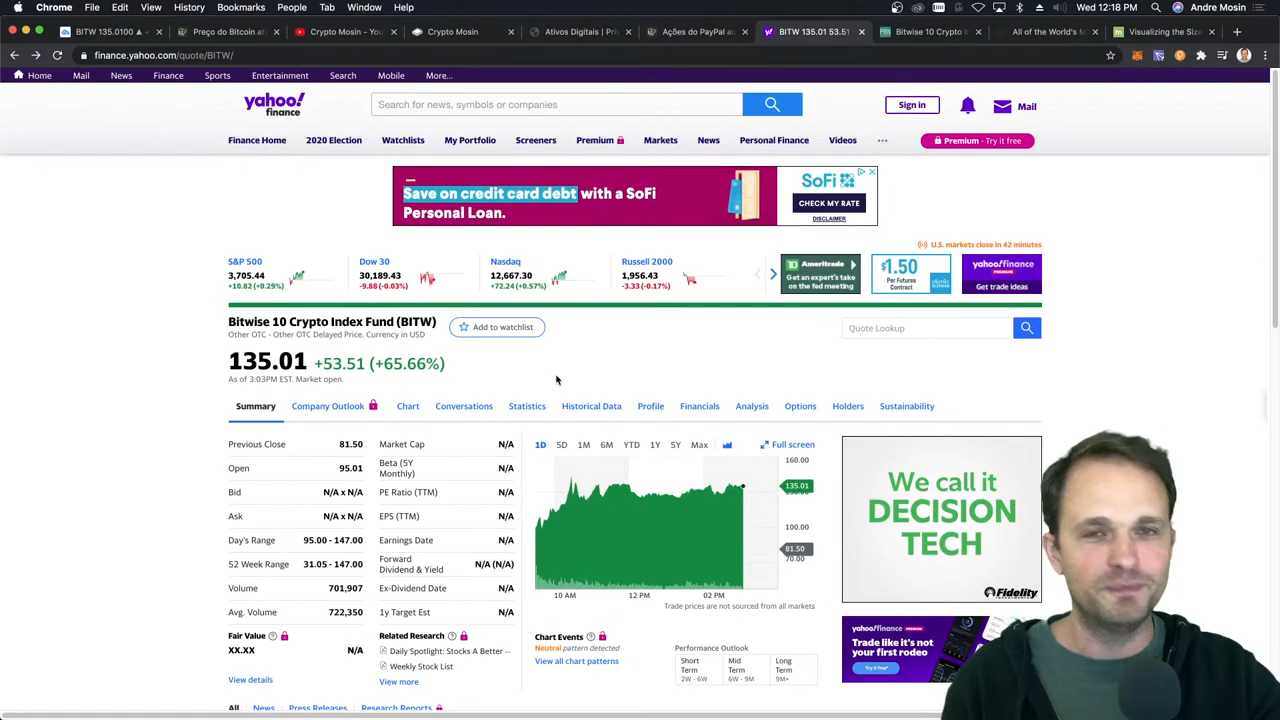 Chrome File Edit View History Bookmarks People Tab Window Help
Andre Mosin
BITW 135.0100
Preço do Bitcoin at
Crypto Mosin - You
Crypto Mosin
Ativos Digitais | Pri
Ações do PayPal au
BITW 135.01 53.51
Bitwise 10 Crypto In
All of the World's M
Visualizing the Size
finance.yahoo.com/quote/BITW/
Home Mail News Finance Sports Entertainment Search Mobile More...
yahoo!
finance
Search for news, symbols or companies
Sign in
Mail
Finance Home 2020 Election Watchlists My Portfolio Screeners Premium Markets News Personal Finance Videos ...
Premium - Try it free
Save on credit card debt with a SoFi
Personal Loan.
SoFi
CHECK MY RATE
DISCLAIMER
U.S. markets close in 42 minutes
S&P 500
3,705.44
+10.82 (+0.29%)
Dow 30
30,189.43
-9.88 (-0.03%)
Nasdaq
12,667.30
+72.24 (+0.57%)
Russell 2000
1,956.43
-3.33 (-0.17%)
TD Ameritrade
Get an expert's take
on the fed meeting
$1.50
Per Futures
Contract
charles
SCHWAB
yahoo!finance
PREMIUM
Get trade ideas
Bitwise 10 Crypto Index Fund (BITW)
Add to watchlist
Other OTC - Other OTC Delayed Price. Currency in USD
Quote Lookup
135.01 +53.51 (+65.66%)
As of 3:03PM EST. Market open.
Summary Company Outlook Chart Conversations Statistics Historical Data Profile Financials Analysis Options Holders Sustainability
Previous Close 81.50
Open 95.01
Bid N/A x N/A
Ask N/A x N/A
Day's Range 95.00 - 147.00
52 Week Range 31.05 - 147.00
Volume 701,907
Avg. Volume 722,350
Fair Value
XX.XX N/A
View details
Market Cap N/A
Beta (5Y
Monthly) N/A
PE Ratio (TTM) N/A
EPS (TTM) N/A
Earnings Date N/A
Forward
Dividend & Yield N/A (N/A)
Ex-Dividend Date N/A
1y Target Est N/A
Related Research
Daily Spotlight: Stocks A Better ...
Weekly Stock List
View more
1D 5D 1M 6M YTD 1Y 5Y Max
Full screen
160.00
135.01
100.00
81.50
70.00
10 AM 12 PM 02 PM
Trade prices are not sourced from all markets
Chart Events
Neutral pattern detected
View all chart patterns
Performance Outlook
Short
Term
2W - 6W
Mid
Term
6W - 9M
Long
Term
9M+
We call it
DECISION
TECH
Fidelity
INVESTMENTS
yahoo!finance PREMIUM
Trade like it's not
your first rodeo
Try it free*
All News Press Releases Research Reports